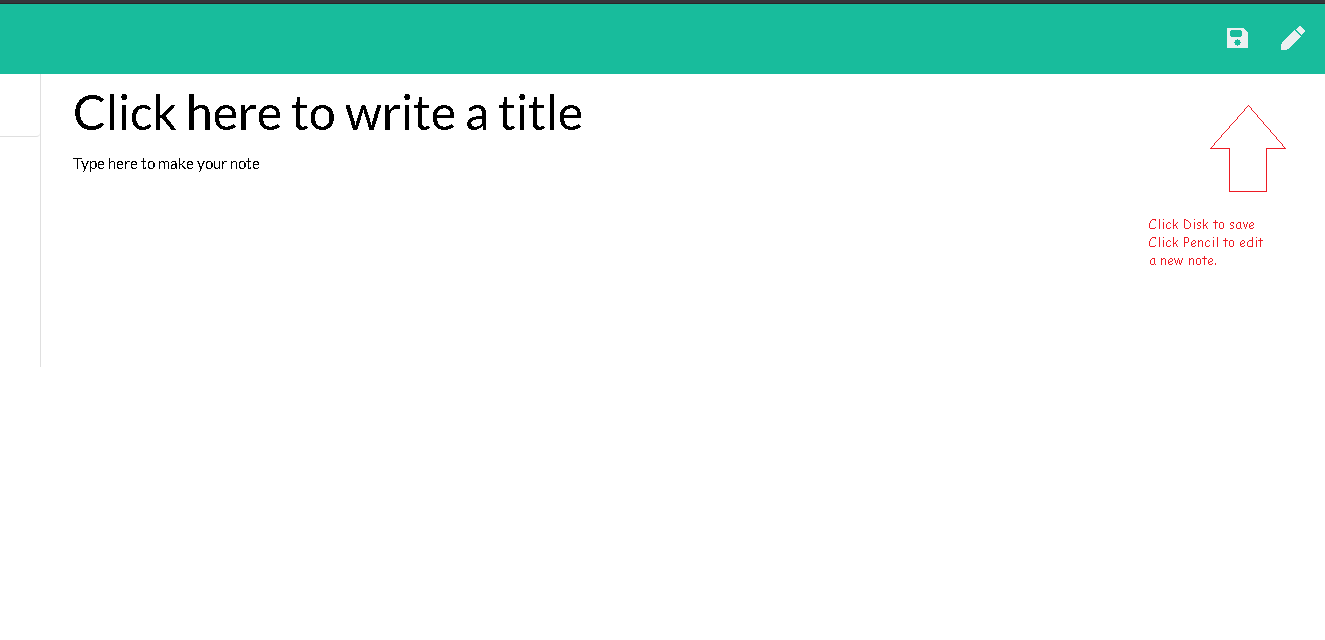 Click here to write a title
Type here to make your note
Click Disk to save
Click Pencil to edit
a new note.